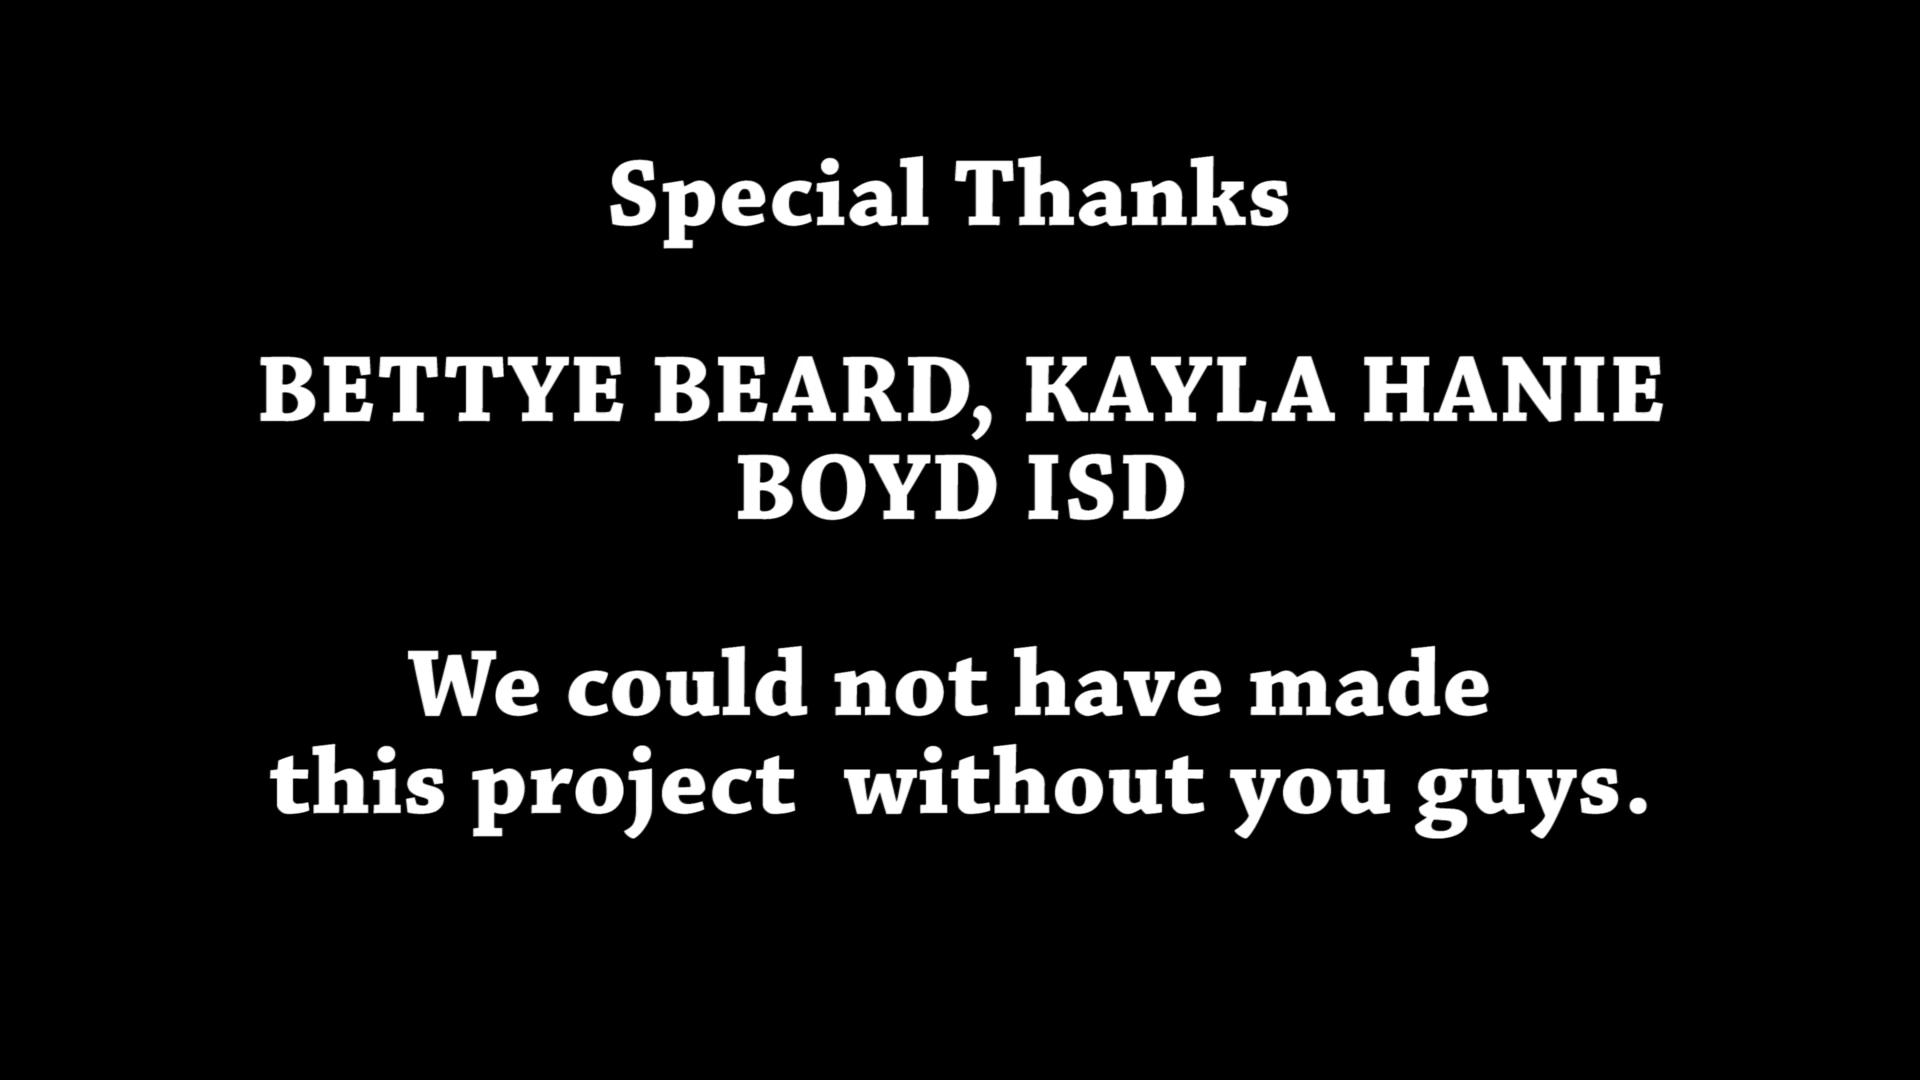 Special Thanks
BETTYE BEARD, KAYLA HANIE
BOYD ISD
We could not have made
this project  without you guys.